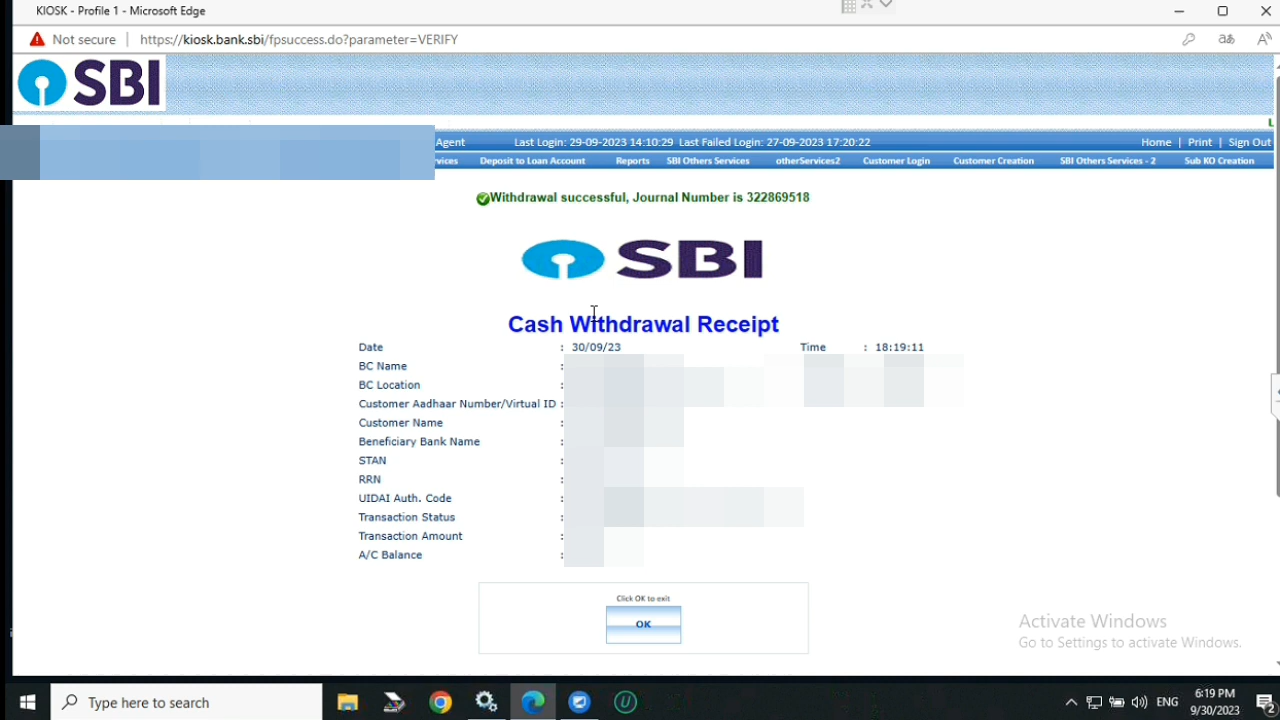 KIOSK - Profile 1 - Microsoft Edge
Not secure | https://kiosk.bank.sbi/fpsuccess.do?parameter=VERIFY
SBI
Agent Last Login: 29-09-2023 14:10:29 Last Failed Login: 27-09-2023 17:20:22 Home | Print | Sign Out
rvices Deposit to Loan Account Reports SBI Others Services otherServices2 Customer Login Customer Creation SBI Others Services - 2 Sub KO Creation
Withdrawal successful, Journal Number is 322869518
SBI
Cash Withdrawal Receipt
Date : 30/09/23 Time : 18:19:11
BC Name :
BC Location :
Customer Aadhaar Number/Virtual ID :
Customer Name :
Beneficiary Bank Name :
STAN :
RRN :
UIDAI Auth. Code :
Transaction Status :
Transaction Amount :
A/C Balance :
Click OK to exit
OK
Activate Windows
Go to Settings to activate Windows.
Type here to search
ENG
6:19 PM
9/30/2023
2